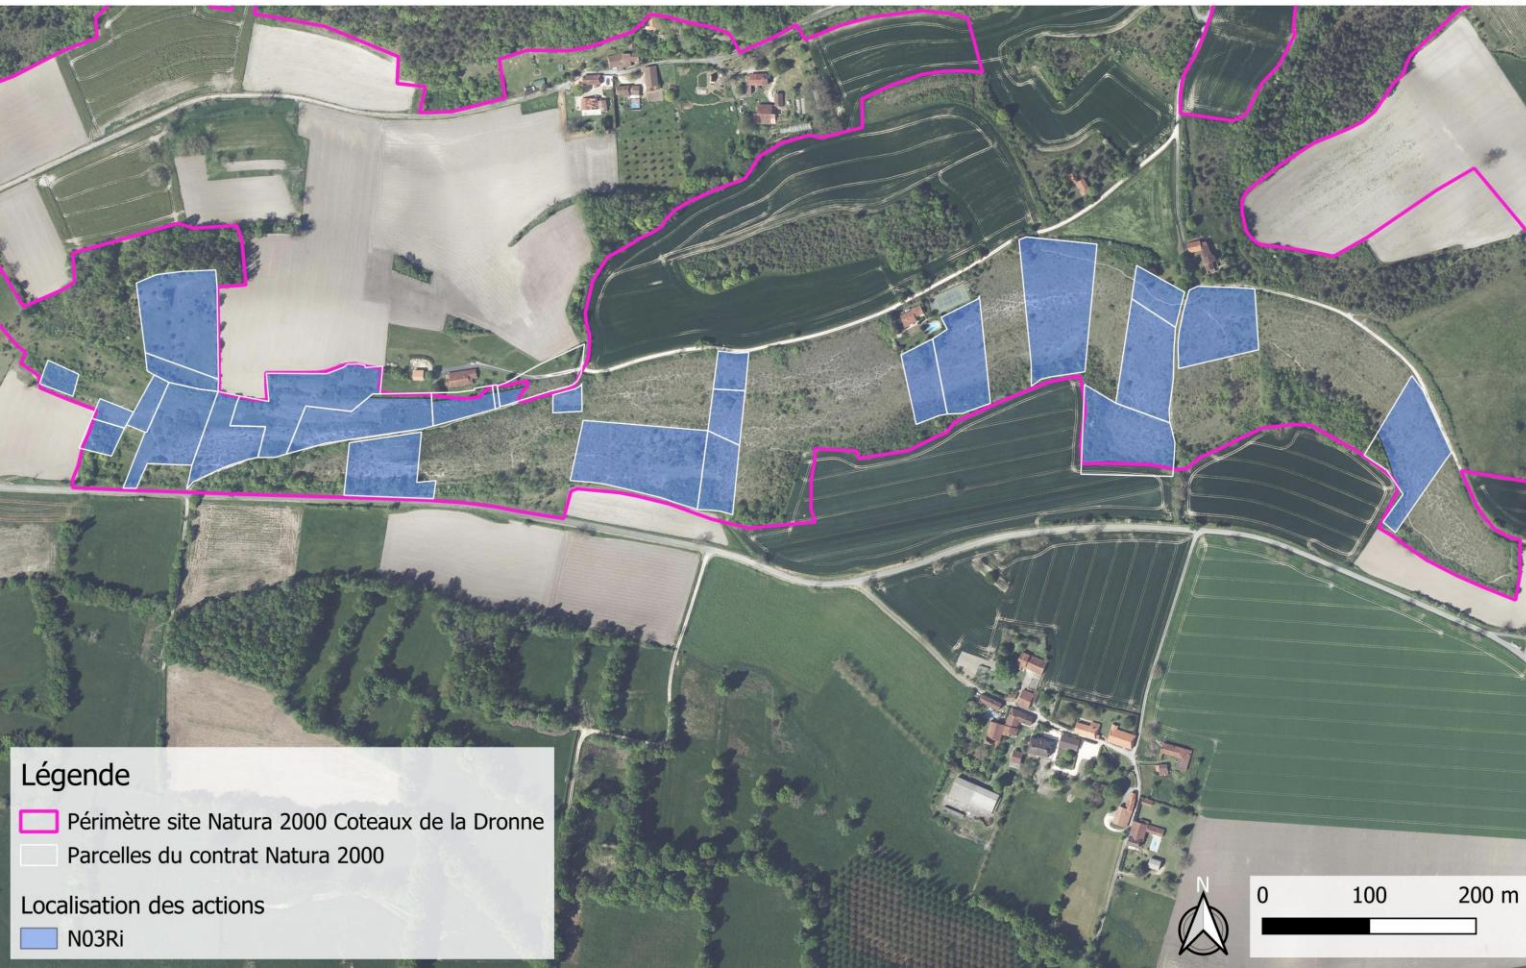 N
0 100 200 m
Légende
Périmètre site Natura 2000 Coteaux de la Dronne
Parcelles du contrat Natura 2000
Localisation des actions
N03Ri